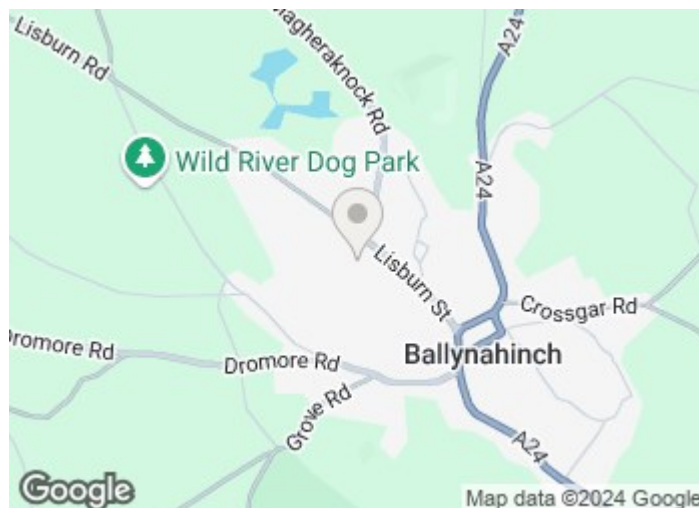 Lisburn Rd
agheraknock Rd
A24
Wild River Dog Park
A24
Lisburn St
Crossgar Rd
Dromore Rd
Ballynahinch
Dromore Rd
Grove Rd
A24
Google
Map data ©2024 Google